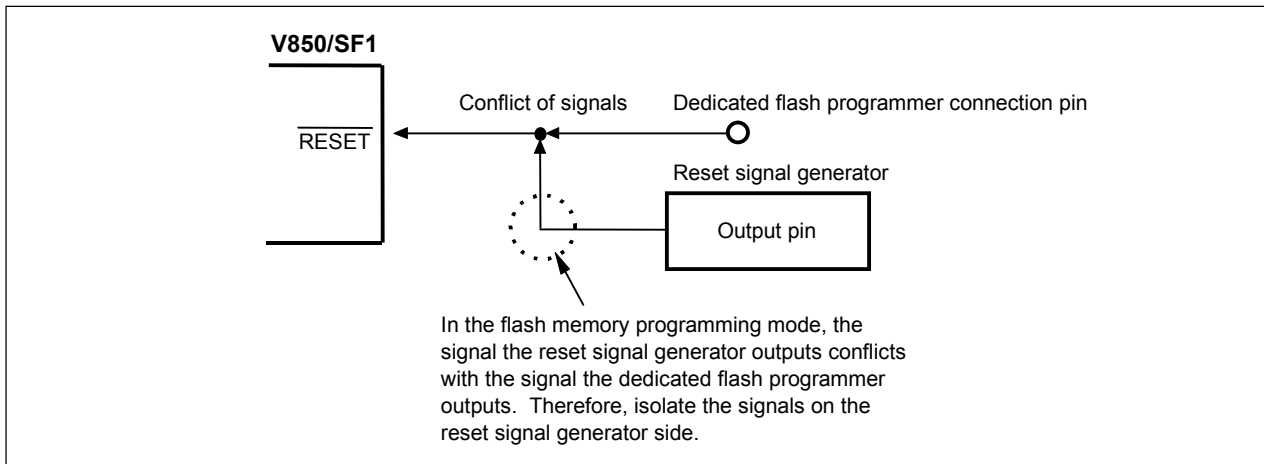 V850/SF1
Conflict of signals
Dedicated flash programmer connection pin
RESET
Reset signal generator
Output pin
In the flash memory programming mode, the
signal the reset signal generator outputs conflicts
with the signal the dedicated flash programmer
outputs.  Therefore, isolate the signals on the
reset signal generator side.